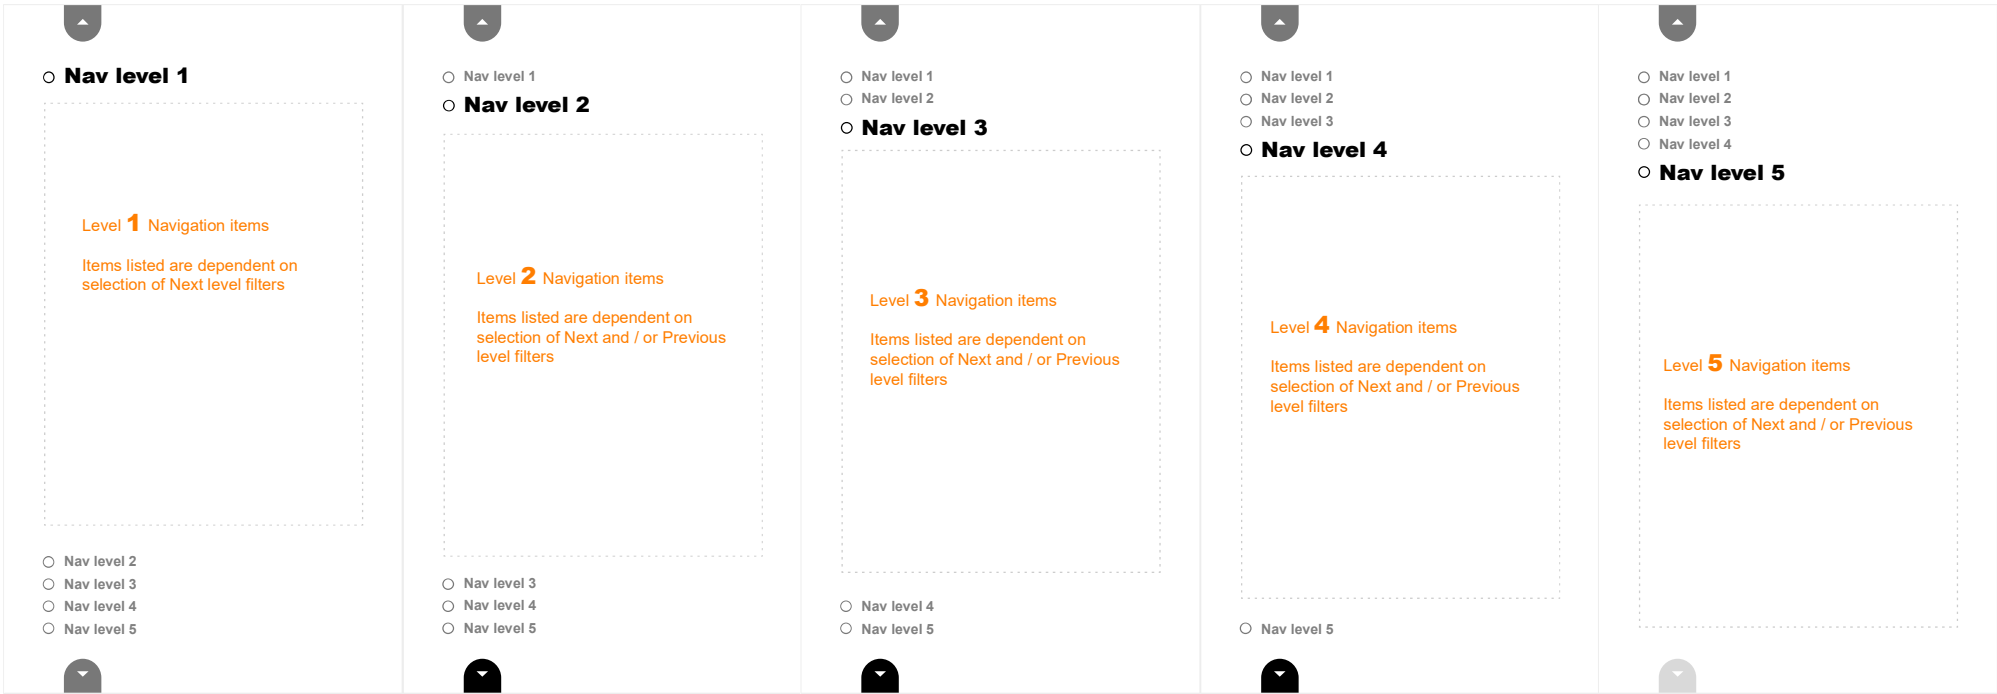 Nav level 1
Level 1 Navigation items
Items listed are dependent on
selection of Next level filters
Nav level 2
Nav level 3
Nav level 4
Nav level 5
Nav level 1
Nav level 2
Level 2 Navigation items
Items listed are dependent on
selection of Next and / or Previous
level filters
Nav level 3
Nav level 4
Nav level 5
Nav level 1
Nav level 2
Nav level 3
Level 3 Navigation items
Items listed are dependent on
selection of Next and / or Previous
level filters
Nav level 4
Nav level 5
Nav level 1
Nav level 2
Nav level 3
Nav level 4
Level 4 Navigation items
Items listed are dependent on
selection of Next and / or Previous
level filters
Nav level 5
Nav level 1
Nav level 2
Nav level 3
Nav level 4
Nav level 5
Level 5 Navigation items
Items listed are dependent on
selection of Next and / or Previous
level filters